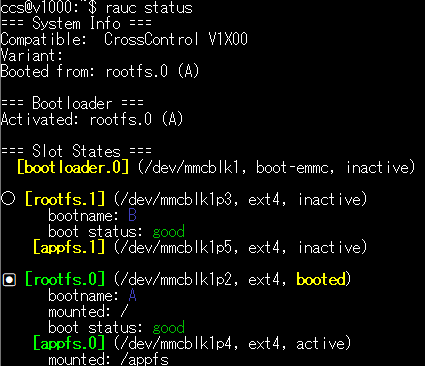 ccs@v1000:~$ rauc status
=== System Info ===
Compatible:  CrossControl V1X00
Variant:
Booted from: rootfs.0 (A)
=== Bootloader ===
Activated: rootfs.0 (A)
=== Slot States ===
[bootloader.0] (/dev/mmcblk1, boot-emmc, inactive)
○ [rootfs.1] (/dev/mmcblk1p3, ext4, inactive)
bootname: B
boot status: good
[appfs.1] (/dev/mmcblk1p5, ext4, inactive)
◉ [rootfs.0] (/dev/mmcblk1p2, ext4, booted)
bootname: A
mounted: /
boot status: good
[appfs.0] (/dev/mmcblk1p4, ext4, active)
mounted: /appfs